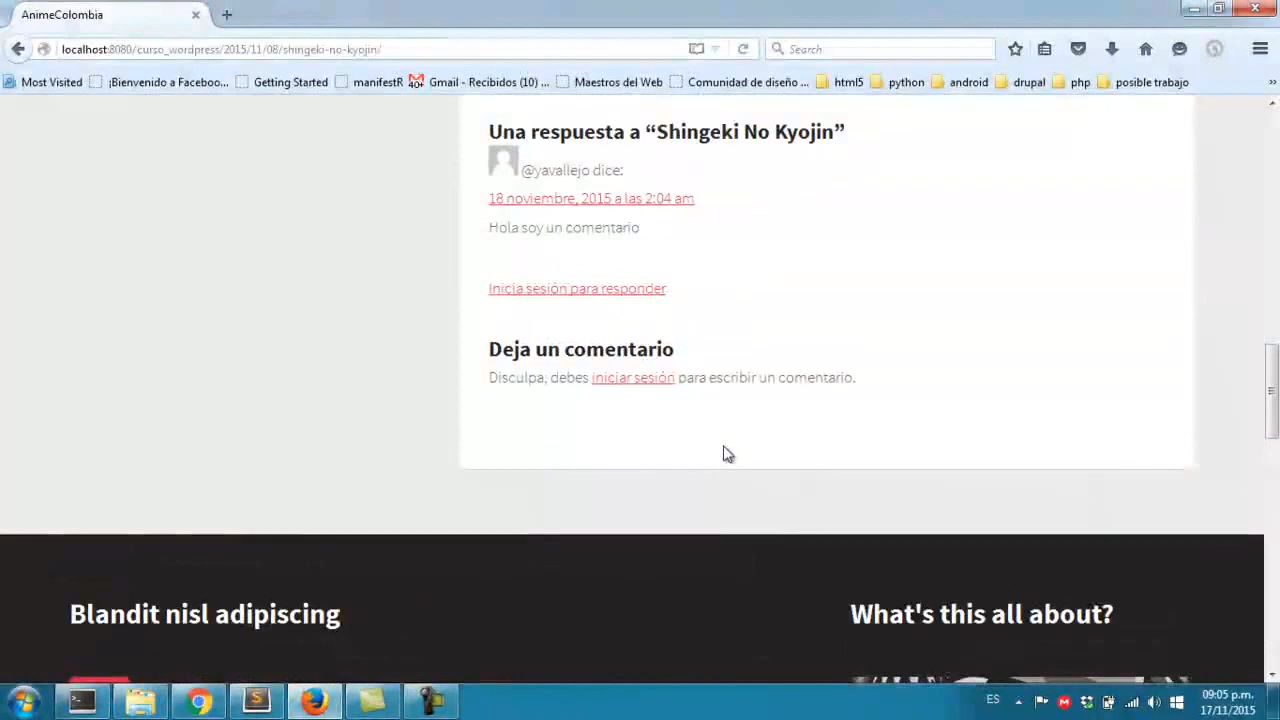 AnimeColombia
localhost:8080/curso_wordpress/2015/11/08/shingeki-no-kyojin/
Search
Most Visited
¡Bienvenido a Faceboo...
Getting Started
manifestR
40+
Gmail - Recibidos (10) ...
Maestros del Web
Comunidad de diseño ...
html5
python
android
drupal
php
posible trabajo
Una respuesta a “Shingeki No Kyojin”
@yavallejo dice:
18 noviembre, 2015 a las 2:04 am
Hola soy un comentario
Inicia sesión para responder
Deja un comentario
Disculpa, debes iniciar sesión para escribir un comentario.
Blandit nisl adipiscing
What's this all about?
ES
09:05 p.m.
17/11/2015